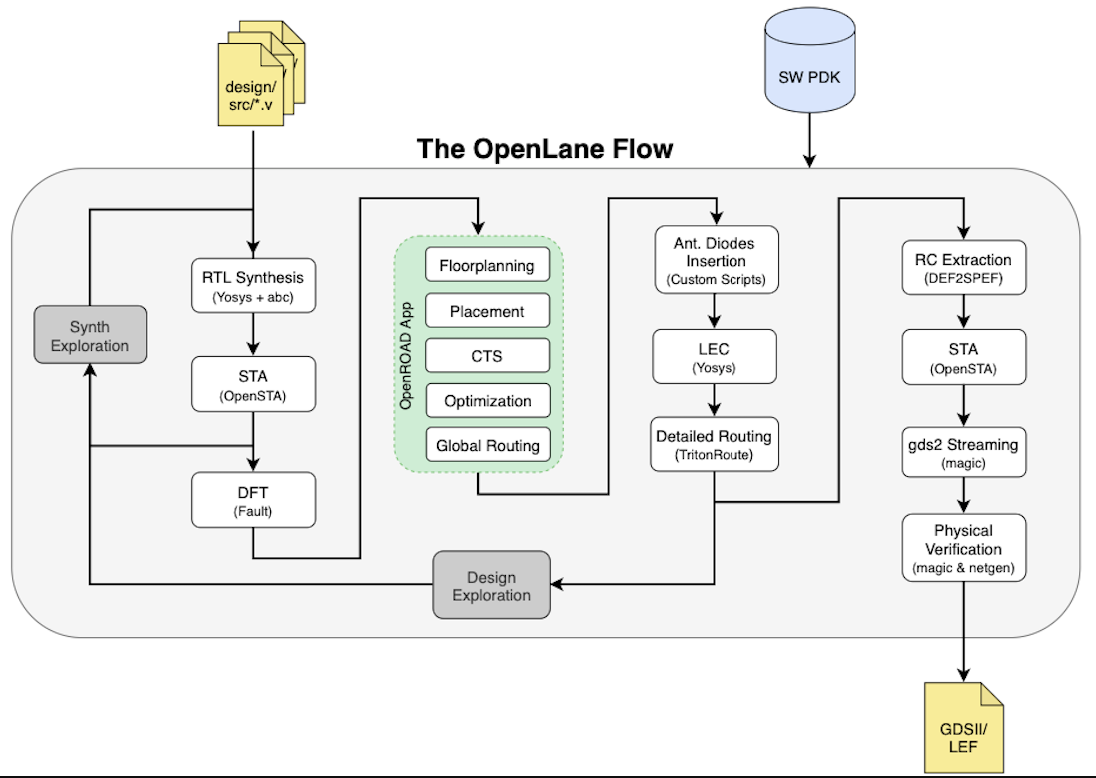 design/
src/*.v
SW PDK
The OpenLane Flow
RTL Synthesis
(Yosys + abc)
Synth
Exploration
STA
(OpenSTA)
DFT
(Fault)
OpenROAD App
Floorplanning
Placement
CTS
Optimization
Global Routing
Design
Exploration
Ant. Diodes
Insertion
(Custom Scripts)
LEC
(Yosys)
Detailed Routing
(TritonRoute)
RC Extraction
(DEF2SPEF)
STA
(OpenSTA)
gds2 Streaming
(magic)
Physical
Verification
(magic & netgen)
GDSII/
LEF